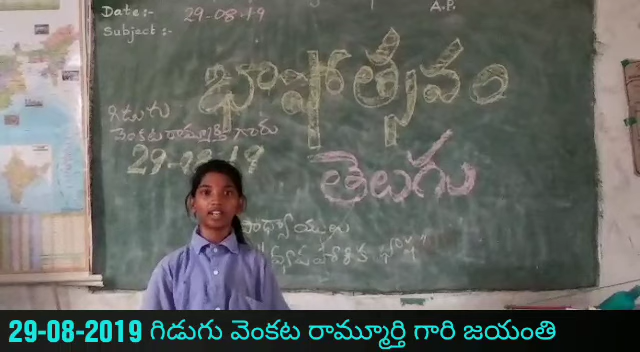 Date:- 29-08-19
A.P.
Subject :-
భాషోత్సవం
గిడుగు
వెంకట రామ్మూర్తి గారు
29-08-19
తెలుగు
29-08-2019 గిడుగు వెంకట రామ్మూర్తి గారి జయంతి